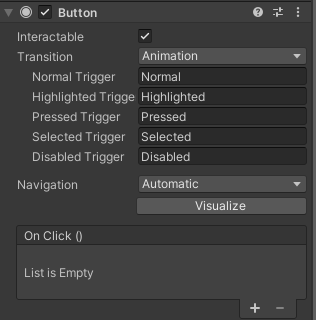 Button
Interactable
Transition Animation
Normal Trigger Normal
Highlighted Trigge Highlighted
Pressed Trigger Pressed
Selected Trigger Selected
Disabled Trigger Disabled
Navigation Automatic
Visualize
On Click ()
List is Empty